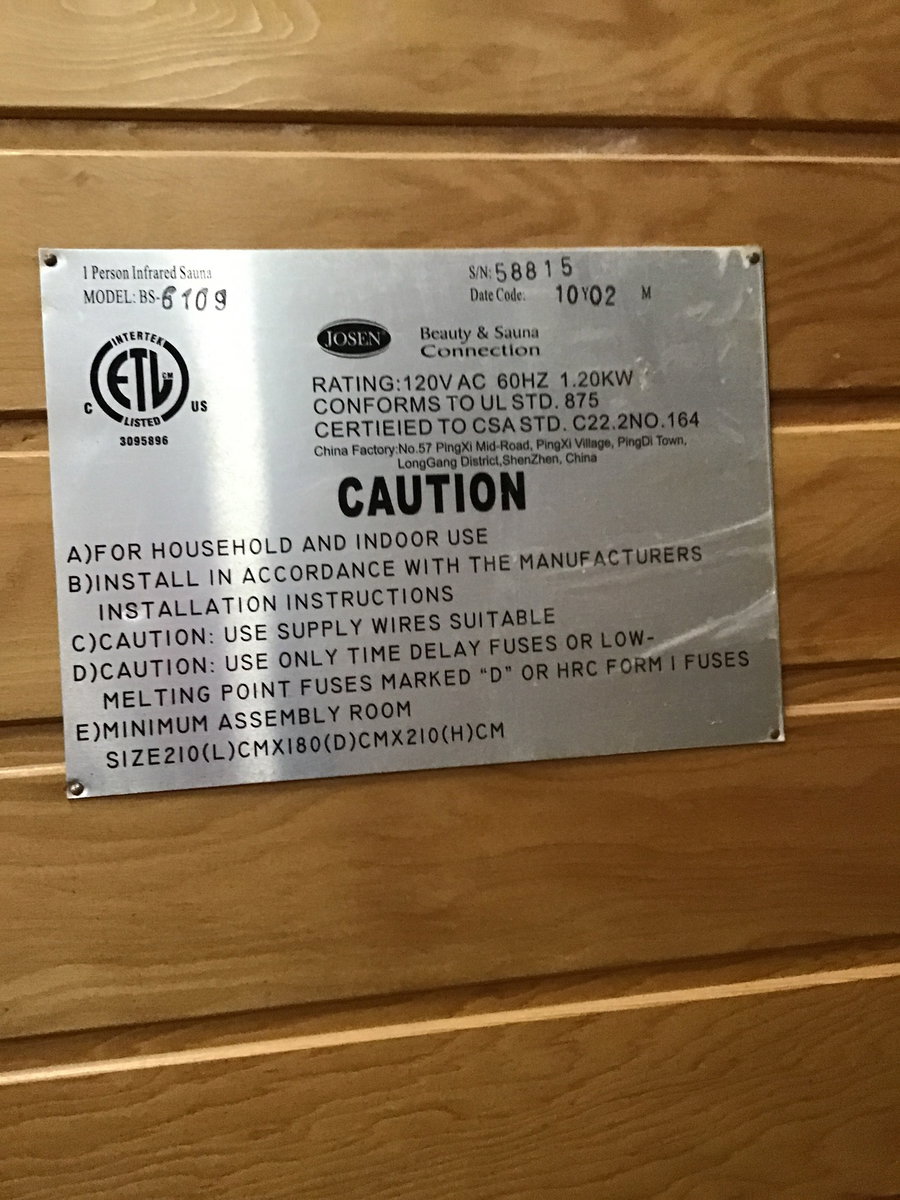 1 Person Infrared Sauna
MODEL: BS-6109
S/N: 58815
Date Code: 10Y02 M
INTERTEK
ETL CM
C US
LISTED
3095896
JOSEN Beauty & Sauna
Connection
RATING:120V AC 60HZ 1.20KW
CONFORMS TO UL STD. 875
CERTIEIED TO CSA STD. C22.2NO.164
China Factory:No.57 PingXi Mid-Road, PingXi Village, PingDi Town,
LongGang District,ShenZhen, China
CAUTION
A)FOR HOUSEHOLD AND INDOOR USE
B)INSTALL IN ACCORDANCE WITH THE MANUFACTURERS
INSTALLATION INSTRUCTIONS
C)CAUTION: USE SUPPLY WIRES SUITABLE
D)CAUTION: USE ONLY TIME DELAY FUSES OR LOW-
MELTING POINT FUSES MARKED “D” OR HRC FORM I FUSES
E)MINIMUM ASSEMBLY ROOM
SIZE210(L)CMX180(D)CMX210(H)CM